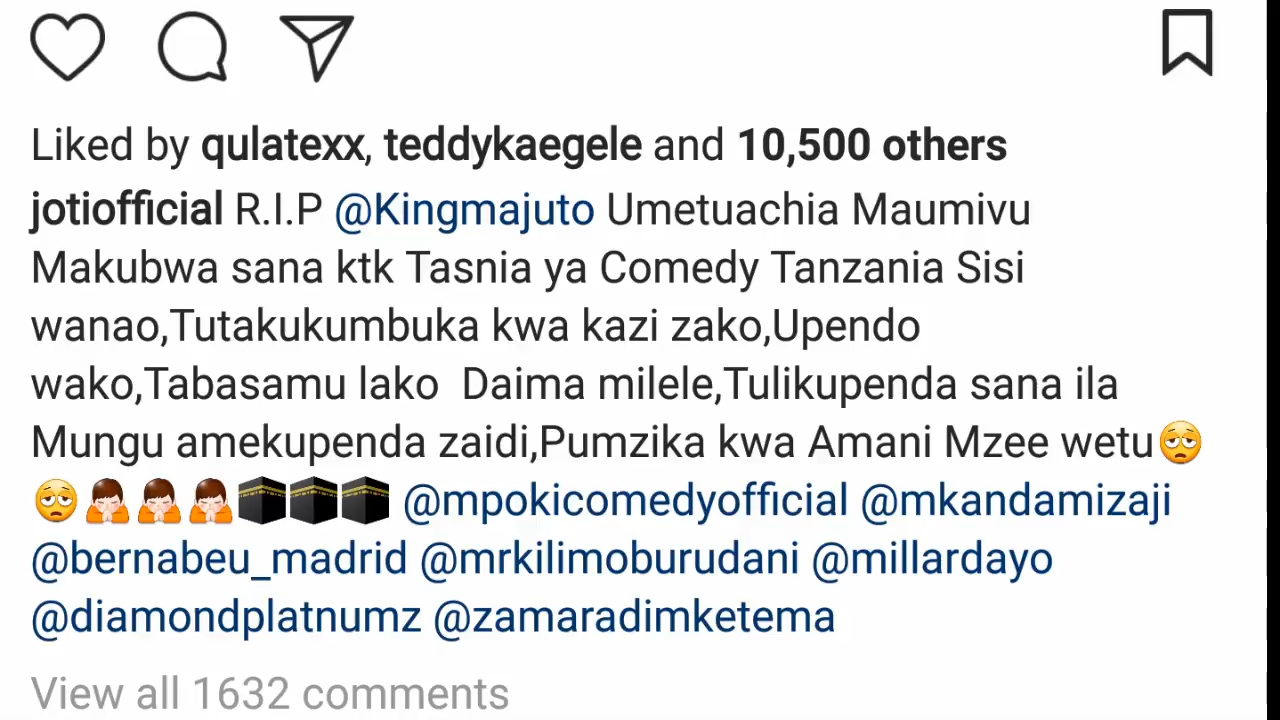 Liked by qulatexx, teddykaegele and 10,500 others
jotiofficial R.I.P @Kingmajuto Umetuachia Maumivu
Makubwa sana ktk Tasnia ya Comedy Tanzania Sisi
wanao,Tutakukumbuka kwa kazi zako,Upendo
wako,Tabasamu lako  Daima milele,Tulikupenda sana ila
Mungu amekupenda zaidi,Pumzika kwa Amani Mzee wetu😩
😩🙏🙏🙏🕋🕋🕋 @mpokicomedyofficial @mkandamizaji
@bernabeu_madrid @mrkilimoburudani @millardayo
@diamondplatnumz @zamaradimketema
View all 1632 comments